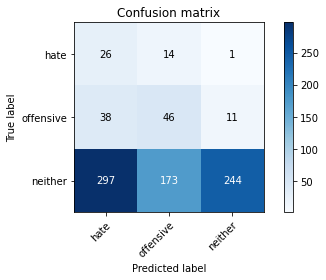 Confusion matrix
hate 26 14 1
offensive 38 46 11
neither 297 173 244
hate offensive neither
True label
Predicted label
250
200
150
100
50